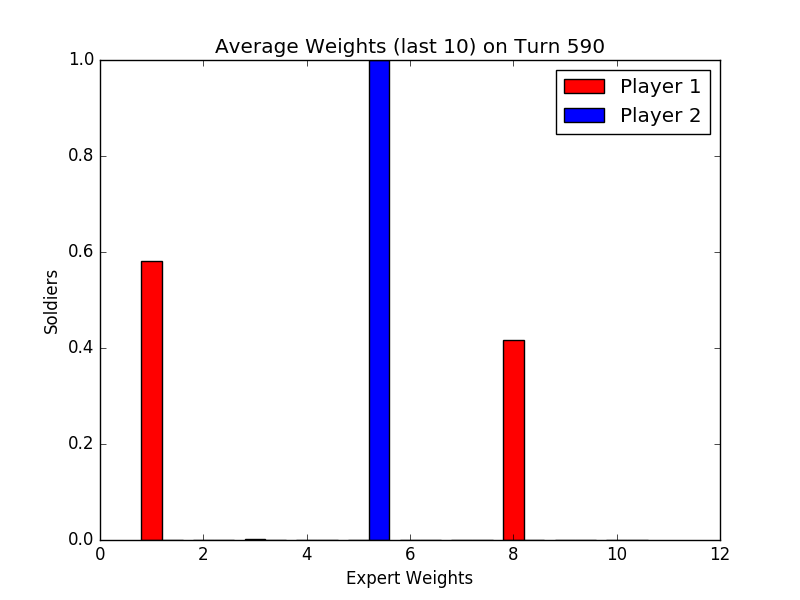 Average Weights (last 10) on Turn 590
1.0
0.8
0.6
0.4
0.2
0.0
Soldiers
Player 1
Player 2
0 2 4 6 8 10 12
Expert Weights